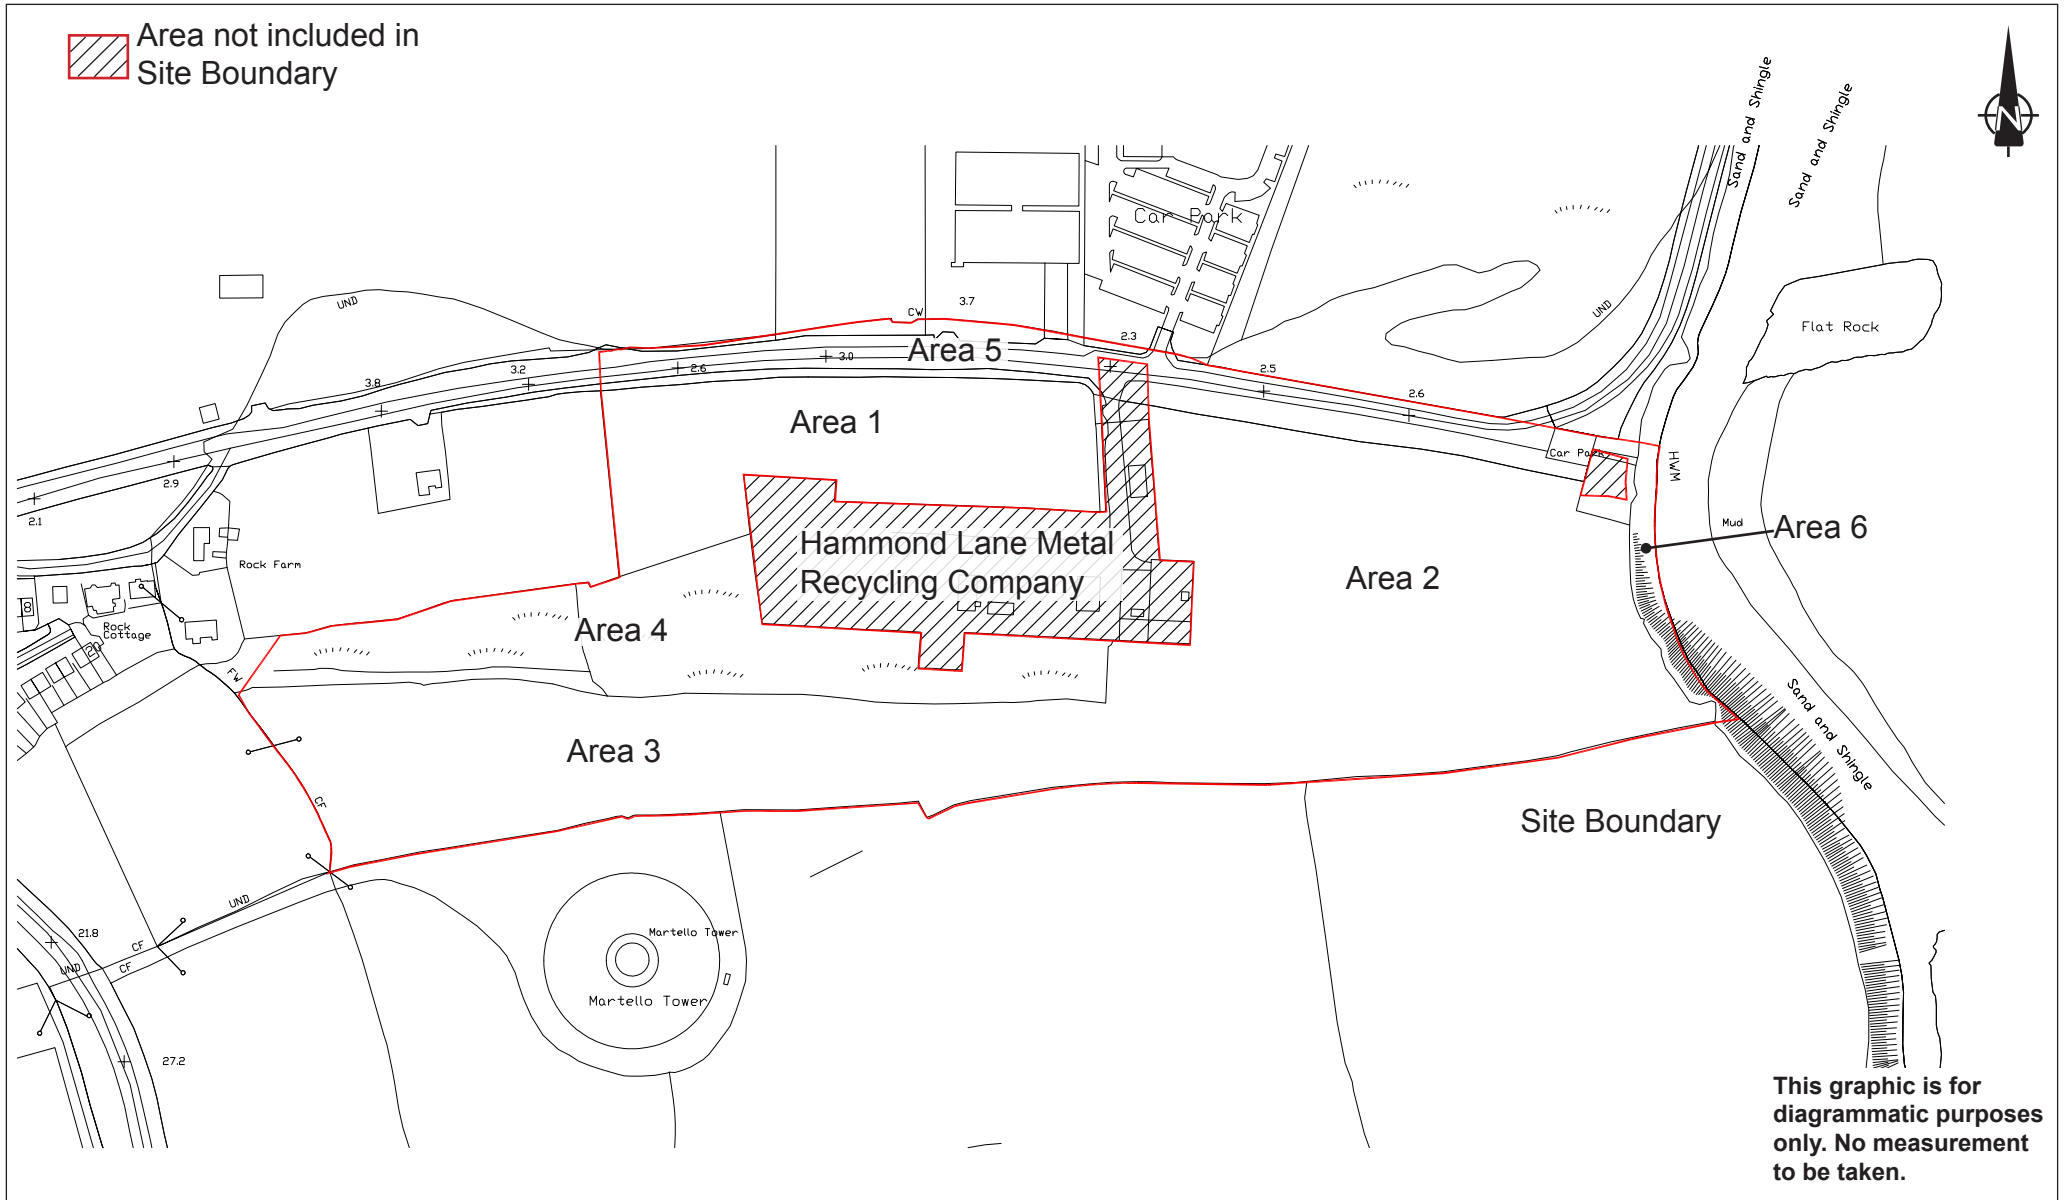 Area not included in
Site Boundary
N
Sand and Shingle
Sand and Shingle
Car Park
UND
CW
3.7
UND
Flat Rock
2.3
Area 5
3.0
2.6
3.2
3.8
2.5
2.6
Area 1
Car Park
HWM
2.9
2.1
Mud
Area 6
Hammond Lane Metal
Recycling Company
Rock Farm
Area 2
8
Rock
Cottage
20
Area 4
FW
Sand and Shingle
Area 3
CF
Site Boundary
UND
21.8
CF
CF
UND
Martello Tower
Martello Tower
27.2
This graphic is for
diagrammatic purposes
only. No measurement
to be taken.